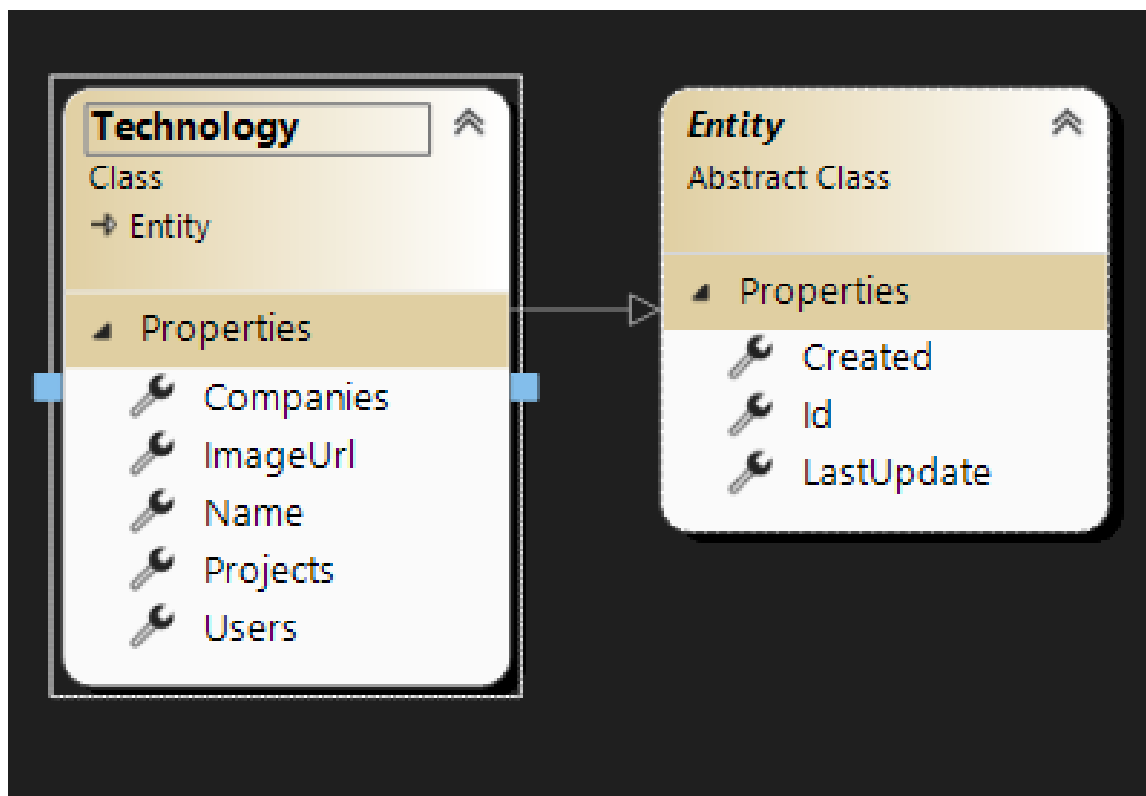 Technology
Class
Entity
Properties
Companies
ImageUrl
Name
Projects
Users
Entity
Abstract Class
Properties
Created
Id
LastUpdate